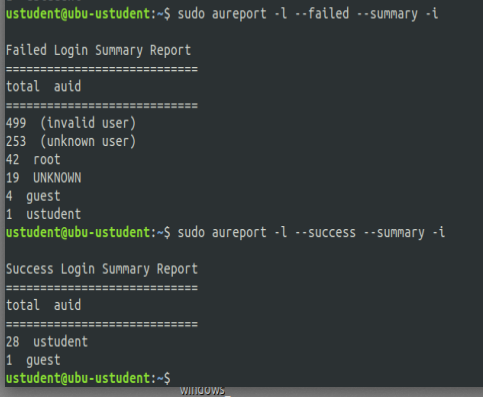 ustudent@ubu-ustudent:~$ sudo aureport -l --failed --summary -i
Failed Login Summary Report
============================
total  auid
============================
499  (invalid user)
253  (unknown user)
42  root
19  UNKNOWN
4  guest
1  ustudent
ustudent@ubu-ustudent:~$ sudo aureport -l --success --summary -i
Success Login Summary Report
============================
total  auid
============================
28  ustudent
1  guest
ustudent@ubu-ustudent:~$
windows_